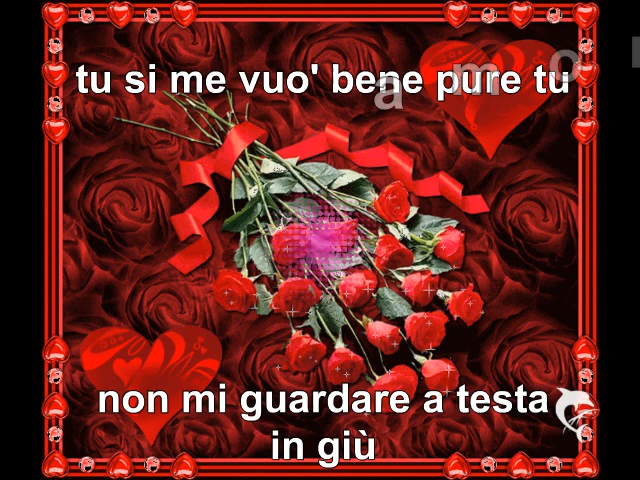 tu si me vuo' bene pure tu
a m o
non mi guardare a testa
in giù